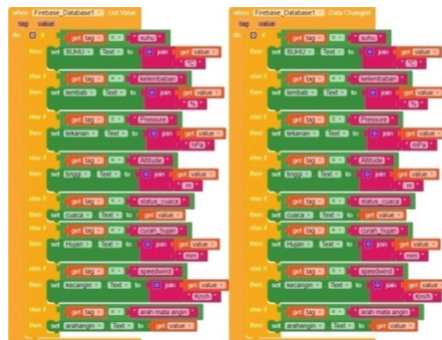 when Firebase_Database1 .Got Value
tag value
do if get tag = " suhu "
then set SUHU . Text to join get value
" °C "
else if get tag = " kelembaban "
then set lembab . Text to join get value
" % "
else if get tag = " Pressure "
then set tekanan . Text to join get value
" hPa "
else if get tag = " Altitude "
then set tinggi . Text to join get value
" m "
else if get tag = " status_cuaca "
then set cuaca . Text to get value
else if get tag = " curah_hujan "
then set Hujan . Text to join get value
" mm "
else if get tag = " speedwind "
then set kecangin . Text to join get value
" Km/h "
else if get tag = " arah mata angin "
then set arahangin . Text to get value
when Firebase_Database1 .Data Changed
tag value
do if get tag = " suhu "
then set SUHU . Text to join get value
" °C "
else if get tag = " kelembaban "
then set lembab . Text to join get value
" % "
else if get tag = " Pressure "
then set tekanan . Text to join get value
" hPa "
else if get tag = " Altitude "
then set tinggi . Text to join get value
" m "
else if get tag = " status_cuaca "
then set cuaca . Text to get value
else if get tag = " curah_hujan "
then set Hujan . Text to join get value
" mm "
else if get tag = " speedwind "
then set kecangin . Text to join get value
" Km/h "
else if get tag = " arah mata angin "
then set arahangin . Text to get value